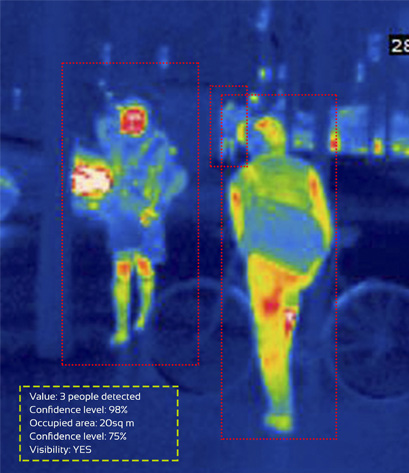 28
Value: 3 people detected
Confidence level: 98%
Occupied area: 20sq m
Confidence level: 75%
Visibility: YES